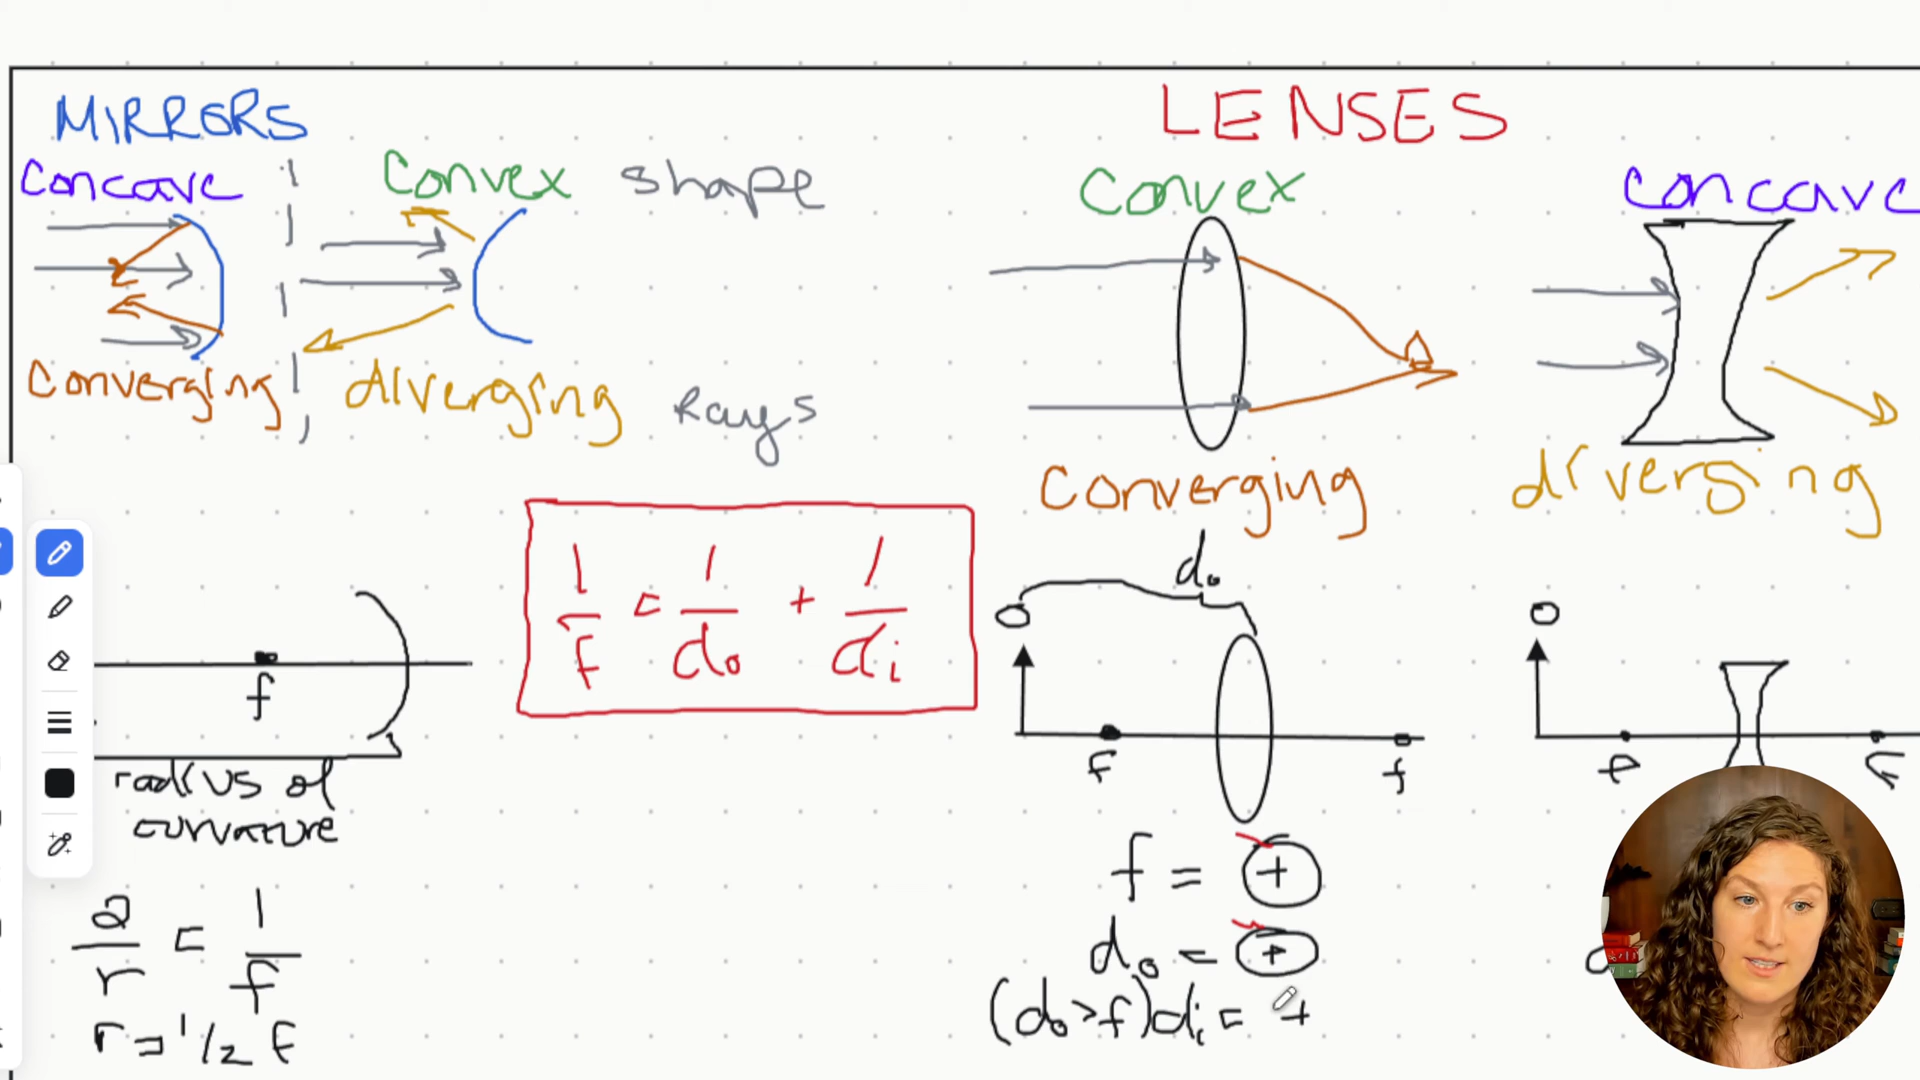 MIRRORS
Concave
Convex
shape
Converging
diverging
Rays
1/f = 1/do + 1/di
f
radius of
curvature
2/r = 1/f
r = 1/2 f
LENSES
Convex
concave
Converging
diverging
do
O
f
f
f = +
do = +
(do > f) di = +
O
f